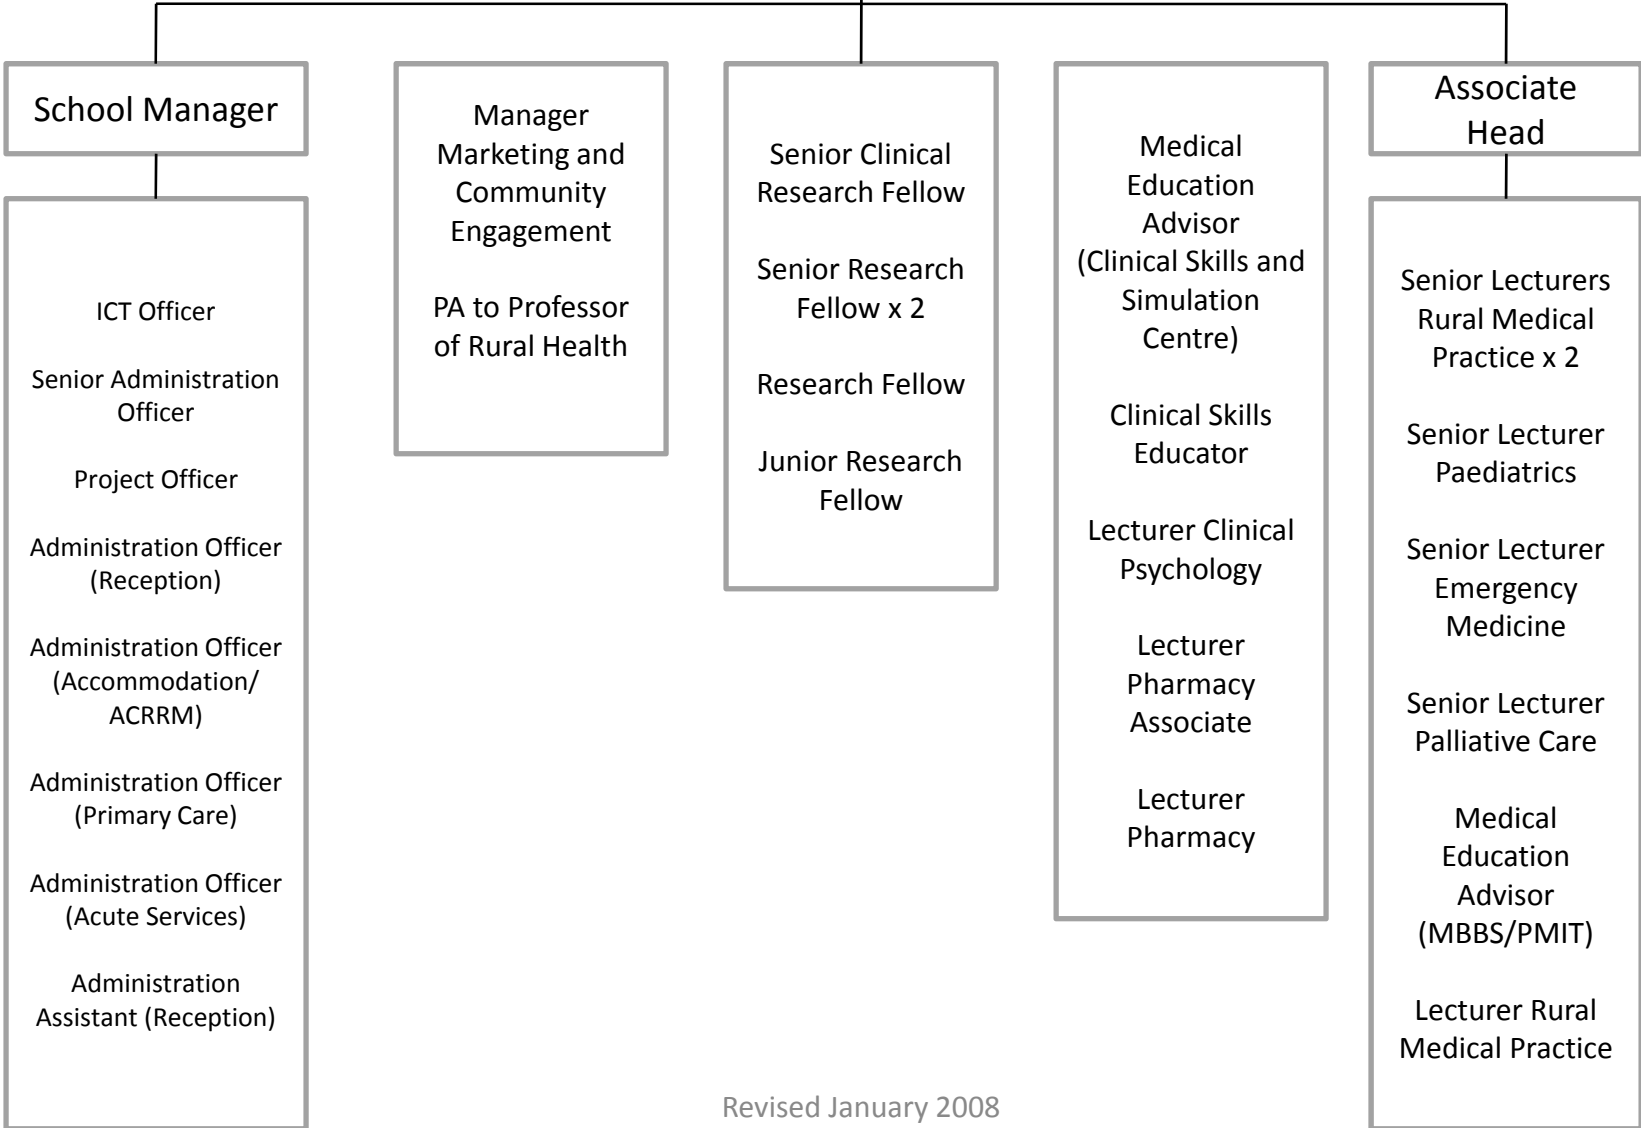 School Manager
ICT Officer
Senior Administration
Officer
Project Officer
Administration Officer
(Reception)
Administration Officer
(Accommodation/
ACRRM)
Administration Officer
(Primary Care)
Administration Officer
(Acute Services)
Administration
Assistant (Reception)
Manager
Marketing and
Community
Engagement
PA to Professor
of Rural Health
Senior Clinical
Research Fellow
Senior Research
Fellow x 2
Research Fellow
Junior Research
Fellow
Medical
Education
Advisor
(Clinical Skills and
Simulation
Centre)
Clinical Skills
Educator
Lecturer Clinical
Psychology
Lecturer
Pharmacy
Associate
Lecturer
Pharmacy
Associate
Head
Senior Lecturers
Rural Medical
Practice x 2
Senior Lecturer
Paediatrics
Senior Lecturer
Emergency
Medicine
Senior Lecturer
Palliative Care
Medical
Education
Advisor
(MBBS/PMIT)
Lecturer Rural
Medical Practice
Revised January 2008